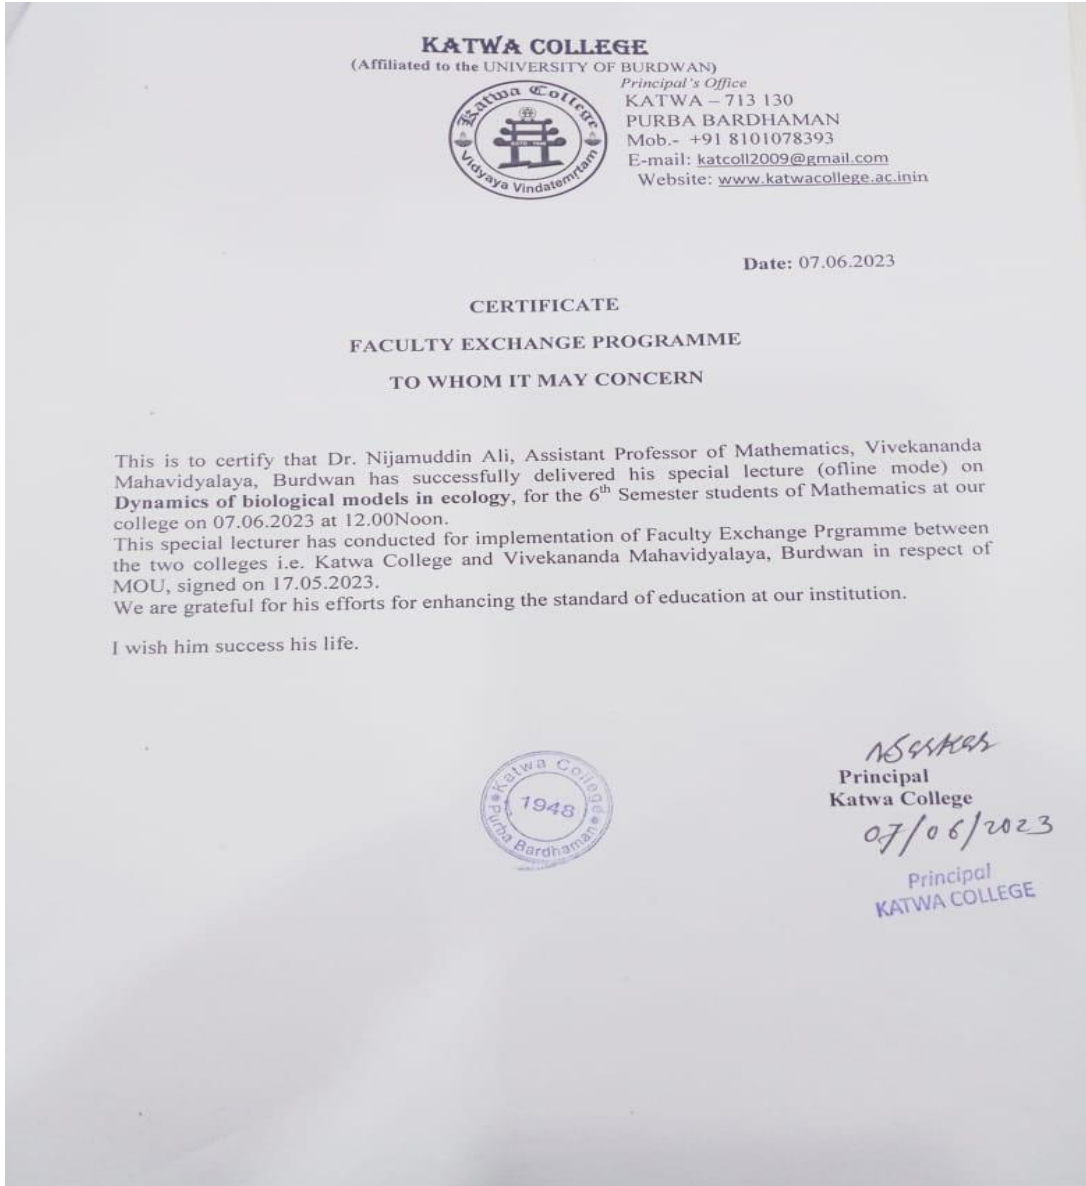 KATWA COLLEGE
(Affiliated to the UNIVERSITY OF BURDWAN)
Principal's Office
KATWA – 713 130
PURBA BARDHAMAN
Mob.- +91 8101078393
E-mail: katcoll2009@gmail.com
Website: www.katwacollege.ac.inin
Katwa College
Vidyaya Vindatemrtam
Date: 07.06.2023
CERTIFICATE
FACULTY EXCHANGE PROGRAMME
TO WHOM IT MAY CONCERN
This is to certify that Dr. Nijamuddin Ali, Assistant Professor of Mathematics, Vivekananda
Mahavidyalaya, Burdwan has successfully delivered his special lecture (ofline mode) on
Dynamics of biological models in ecology, for the 6th Semester students of Mathematics at our
college on 07.06.2023 at 12.00Noon.
This special lecturer has conducted for implementation of Faculty Exchange Prgramme between
the two colleges i.e. Katwa College and Vivekananda Mahavidyalaya, Burdwan in respect of
MOU, signed on 17.05.2023.
We are grateful for his efforts for enhancing the standard of education at our institution.
I wish him success his life.
Principal
Katwa College
07/06/2023
Principal
KATWA COLLEGE
Katwa College
1948
Purba Bardhaman